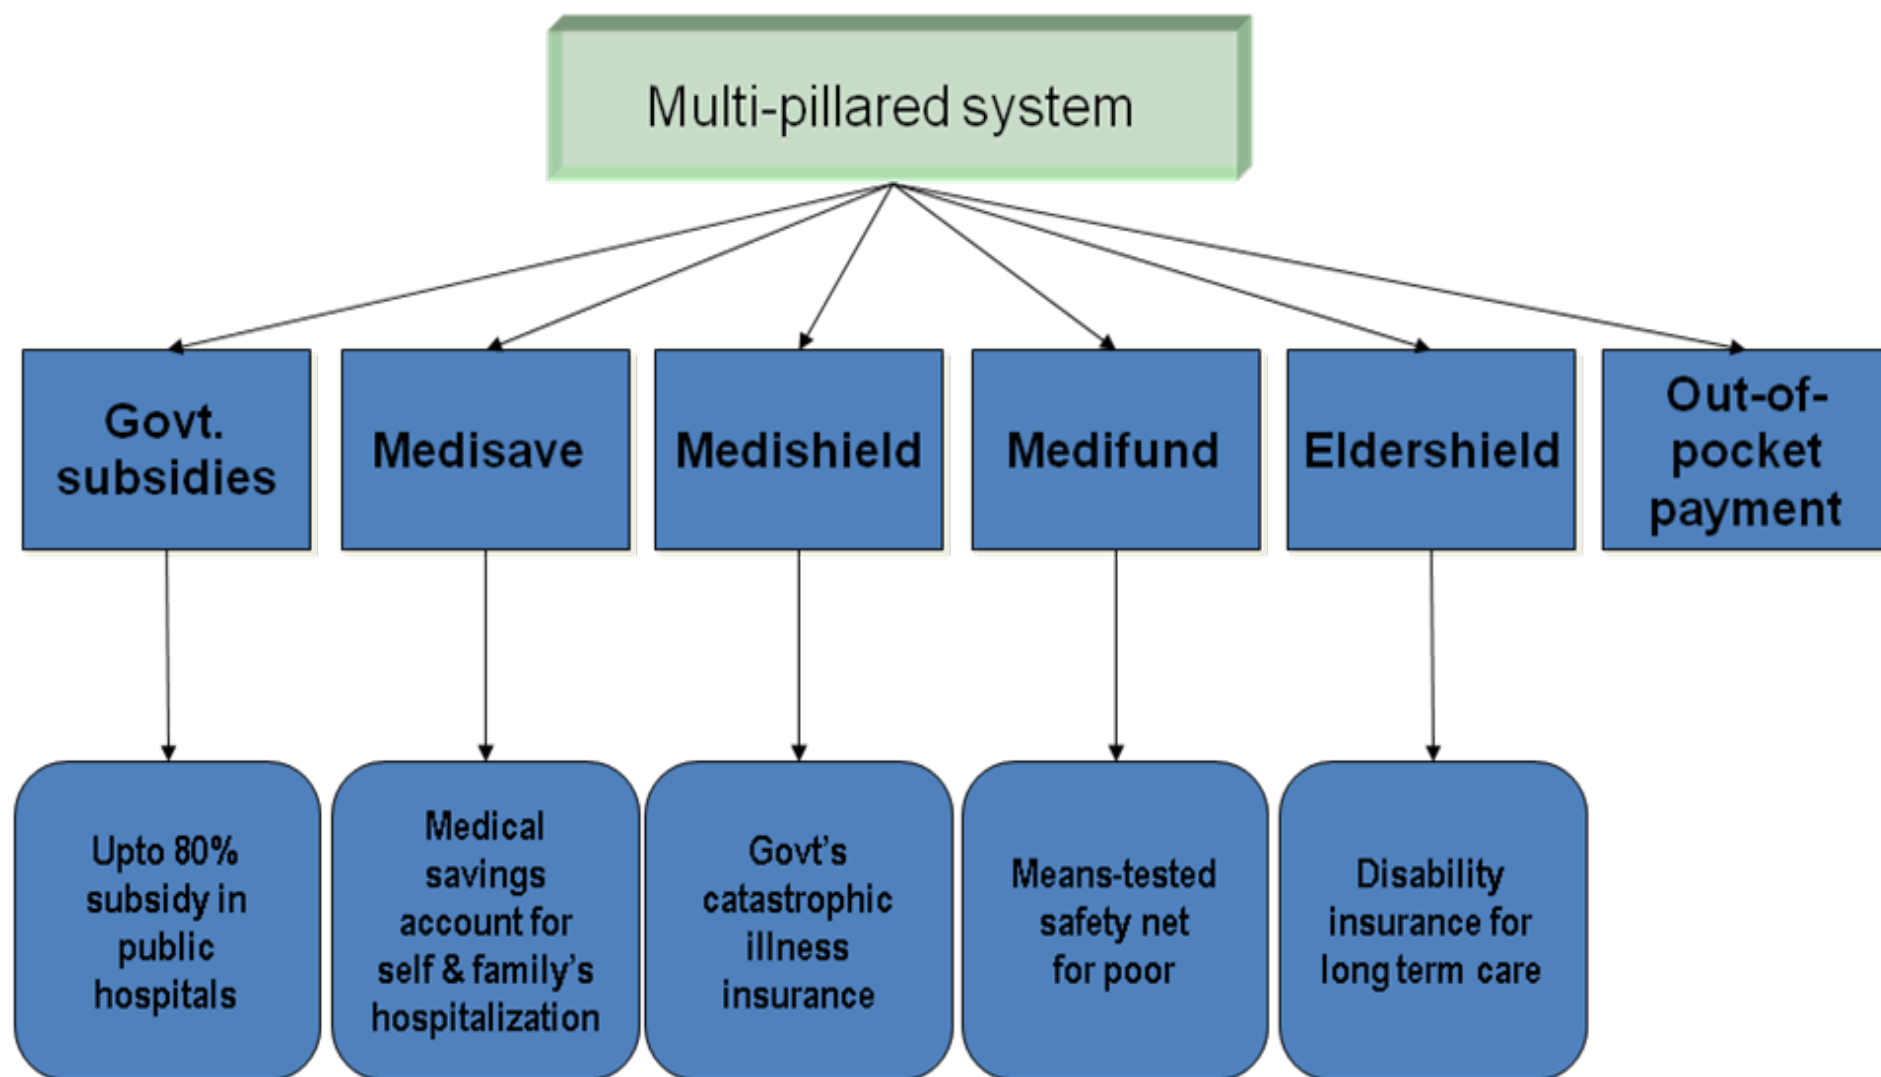 Multi-pillared system
Govt.
subsidies
Medisave
Medishield
Medifund
Eldershield
Out-of-
pocket
payment
Upto 80%
subsidy in
public
hospitals
Medical
savings
account for
self & family's
hospitalization
Govt's
catastrophic
illness
insurance
Means-tested
safety net
for poor
Disability
insurance for
long term care